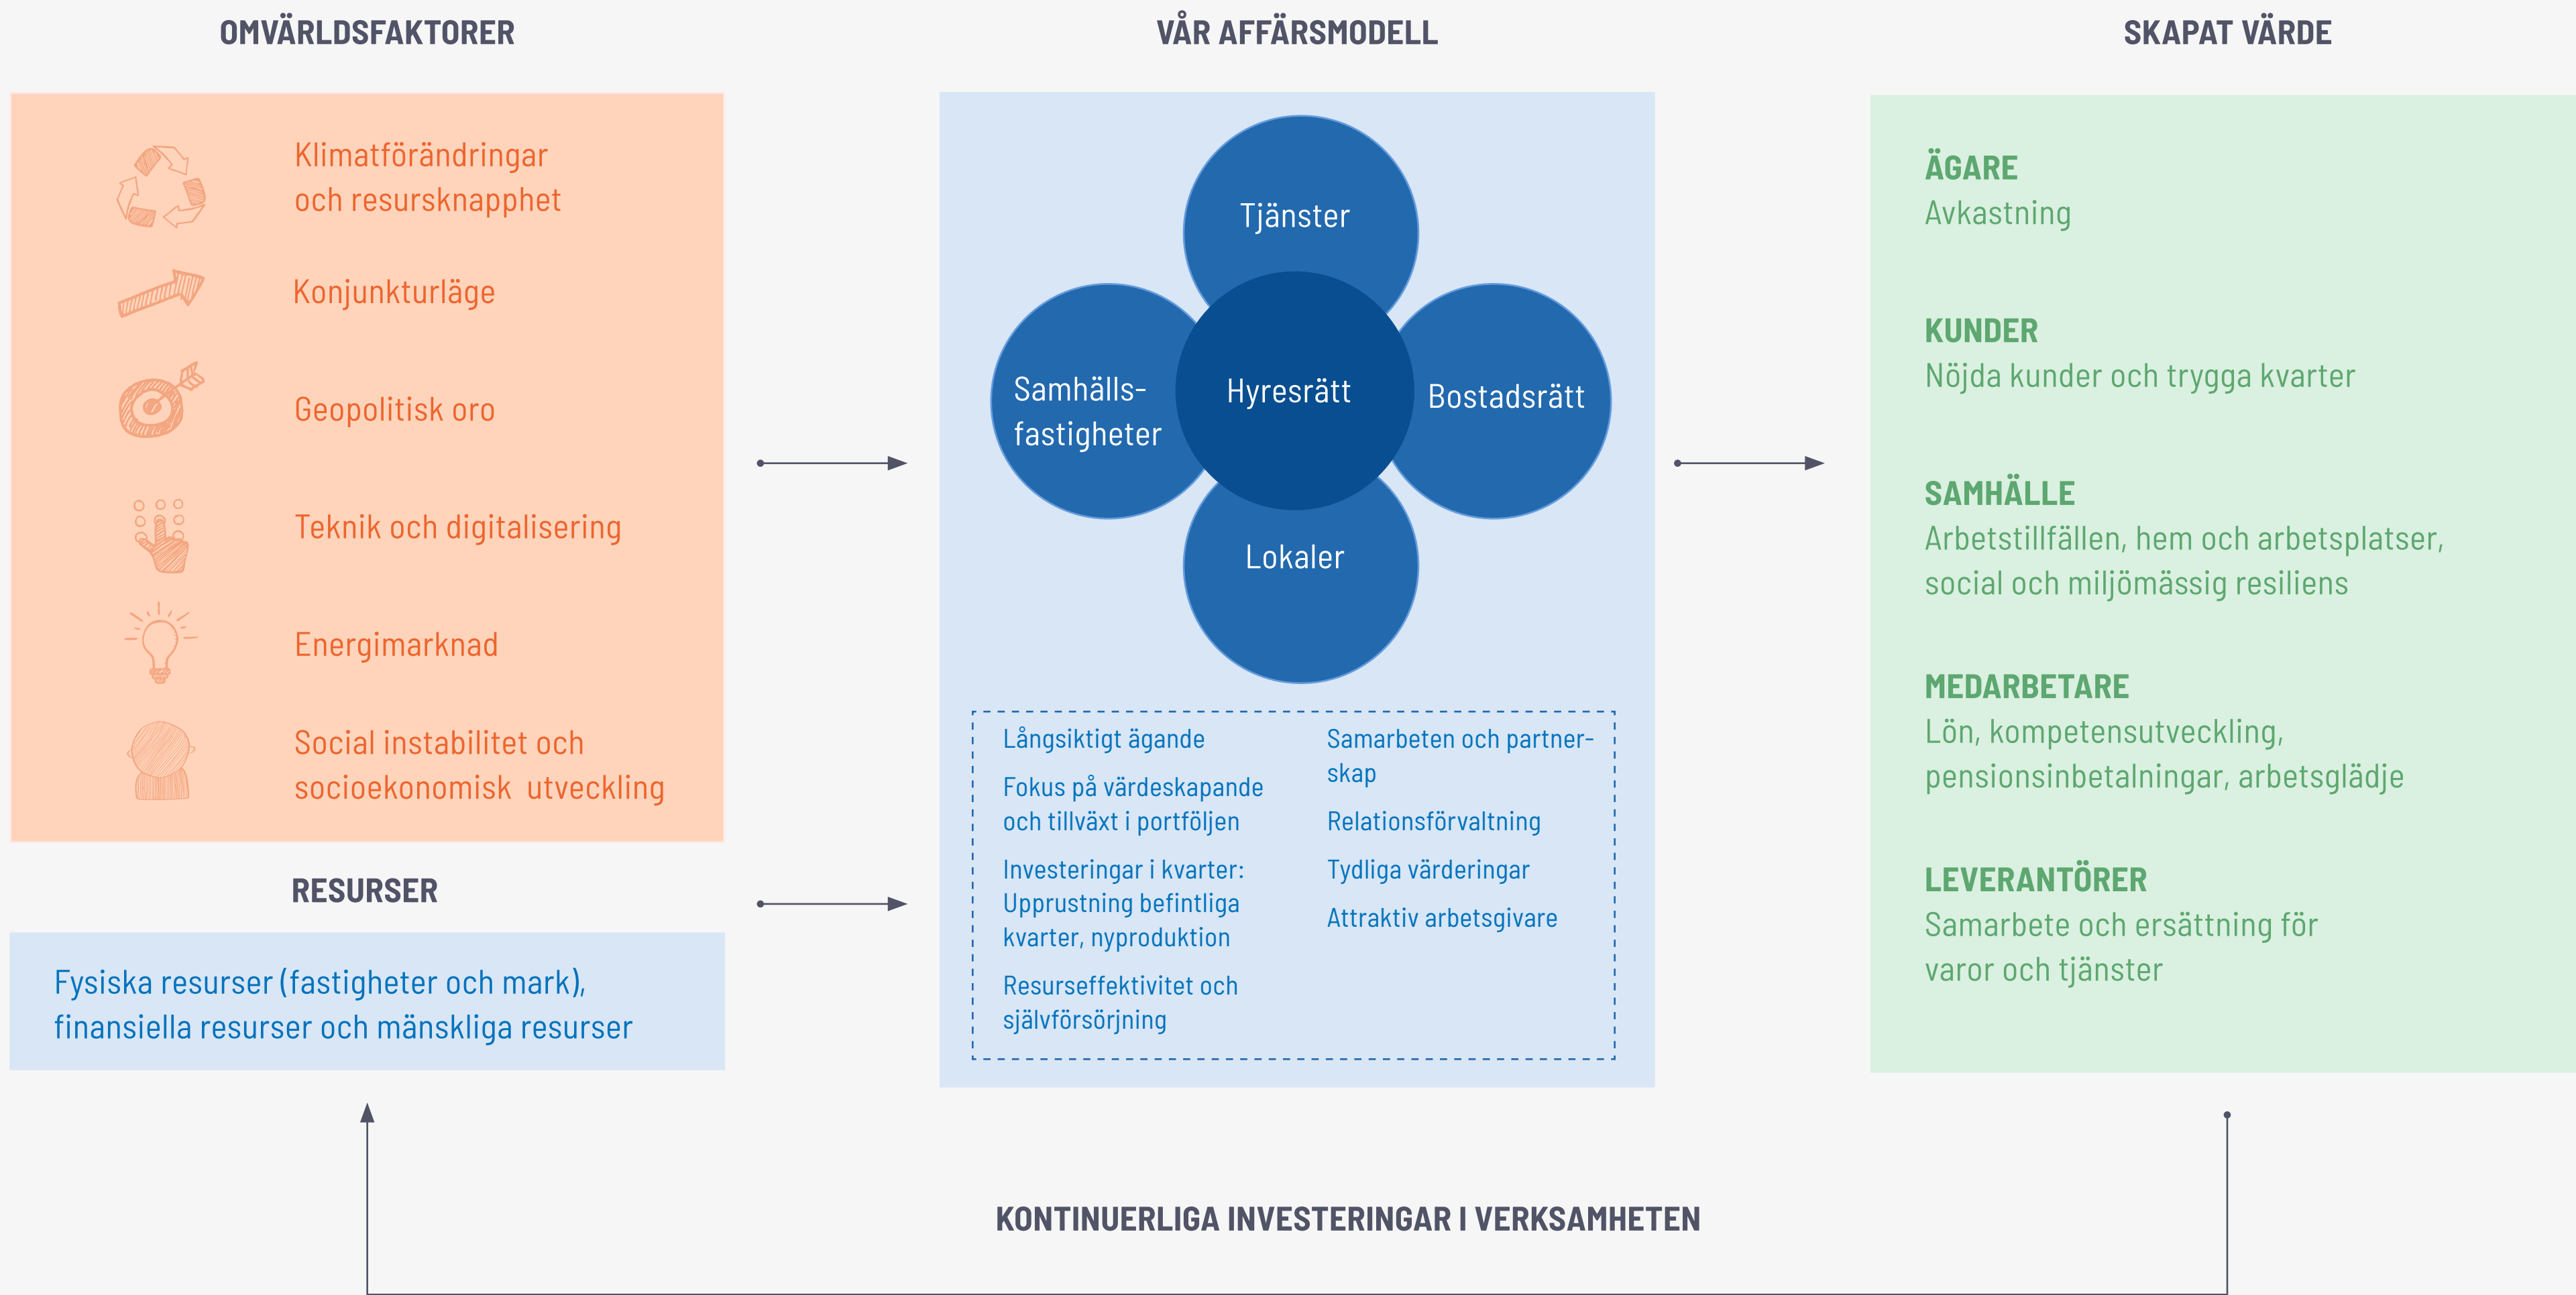 OMVÄRLDSFAKTORER
Klimatförändringar
och resursknapphet
Konjunkturläge
Geopolitisk oro
Teknik och digitalisering
Energimarknad
Social instabilitet och
socioekonomisk utveckling
RESURSER
Fysiska resurser (fastigheter och mark),
finansiella resurser och mänskliga resurser
VÅR AFFÄRSMODELL
Tjänster
Samhälls-
fastigheter
Hyresrätt
Bostadsrätt
Lokaler
Långsiktigt ägande
Fokus på värdeskapande
och tillväxt i portföljen
Investeringar i kvarter:
Upprustning befintliga
kvarter, nyproduktion
Resurseffektivitet och
självförsörjning
Samarbeten och partner-
skap
Relationsförvaltning
Tydliga värderingar
Attraktiv arbetsgivare
SKAPAT VÄRDE
ÄGARE
Avkastning
KUNDER
Nöjda kunder och trygga kvarter
SAMHÄLLE
Arbetstillfällen, hem och arbetsplatser,
social och miljömässig resiliens
MEDARBETARE
Lön, kompetensutveckling,
pensionsinbetalningar, arbetsglädje
LEVERANTÖRER
Samarbete och ersättning för
varor och tjänster
KONTINUERLIGA INVESTERINGAR I VERKSAMHETEN